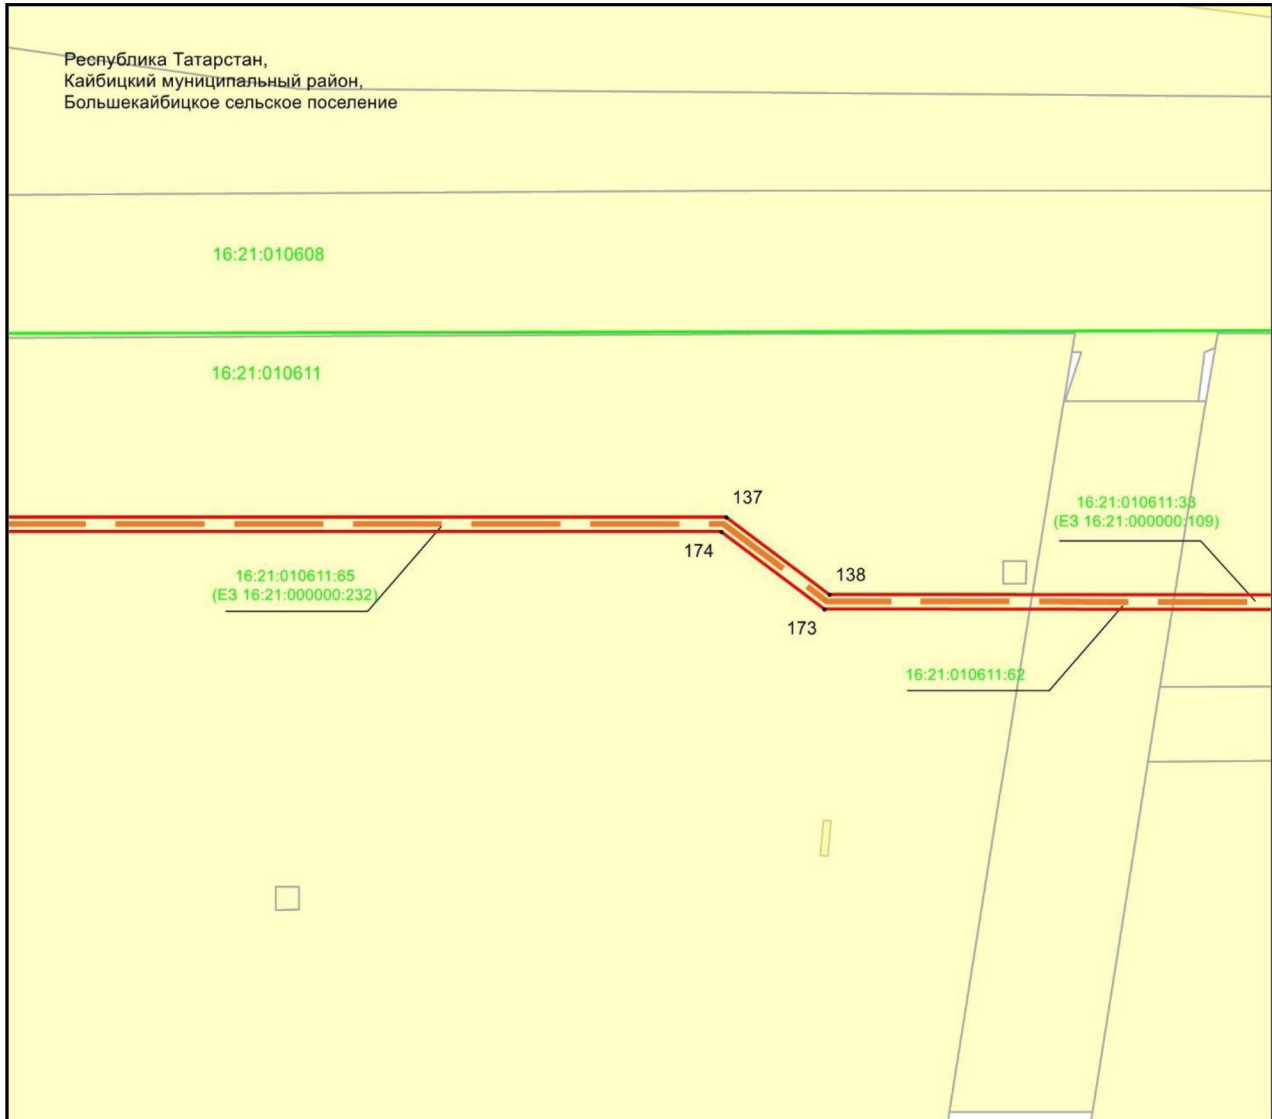 Республика Татарстан,
Кайбицкий муниципальный район,
Большекайбицкое сельское поселение
16:21:010608
16:21:010611
137
16:21:010611:33
(ЕЗ 16:21:000000:109)
174
138
16:21:010611:65
(ЕЗ 16:21:000000:232)
173
16:21:010611:62